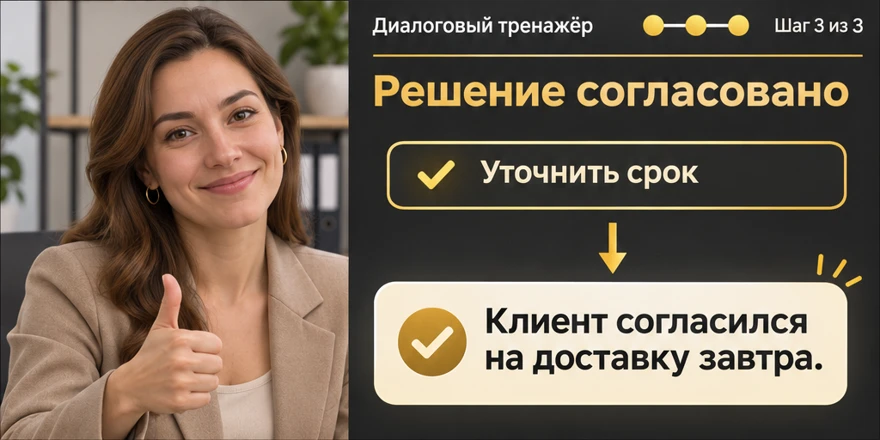 Диалоговый тренажёр
Шаг 3 из 3
Решение согласовано
Уточнить срок
Клиент согласился
на доставку завтра.